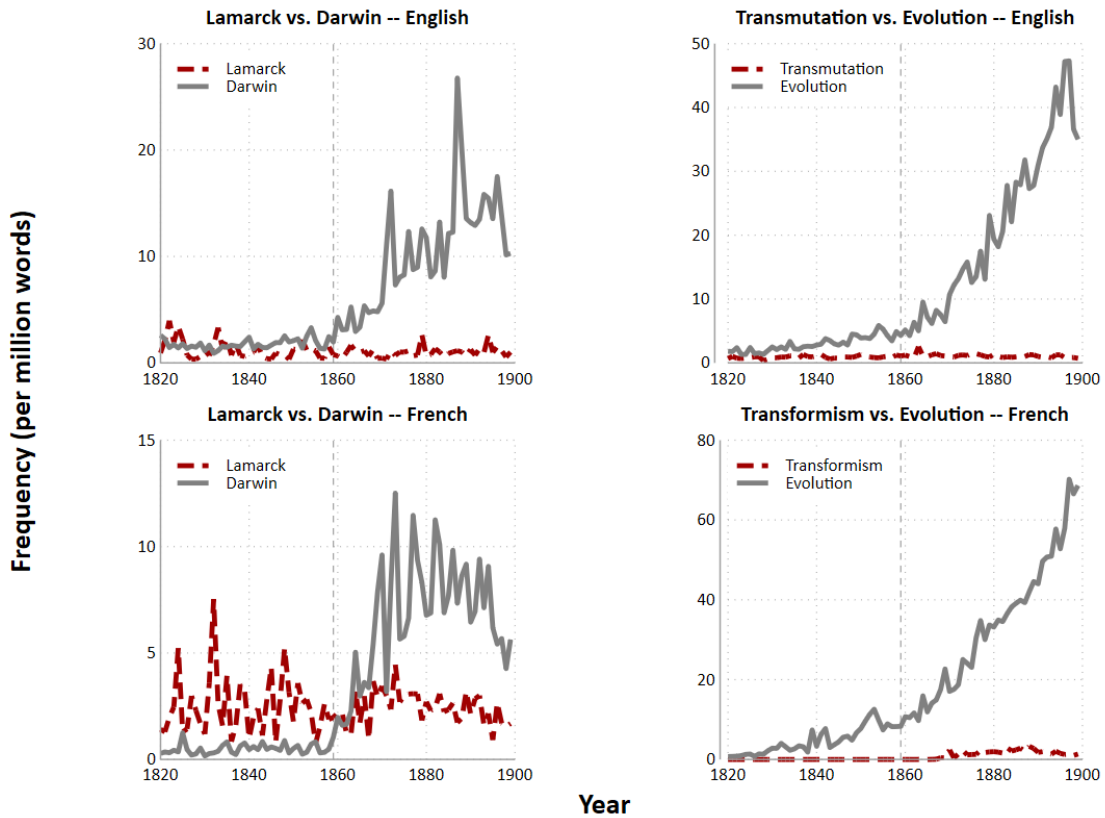 Lamarck vs. Darwin -- English
30
20
10
0
Lamarck
Darwin
1820 1840 1860 1880 1900
Transmutation vs. Evolution -- English
50
40
30
20
10
0
Transmutation
Evolution
1820 1840 1860 1880 1900
Lamarck vs. Darwin -- French
15
10
5
0
Lamarck
Darwin
1820 1840 1860 1880 1900
Transformism vs. Evolution -- French
80
60
40
20
0
Transformism
Evolution
1820 1840 1860 1880 1900
Frequency (per million words)
Year